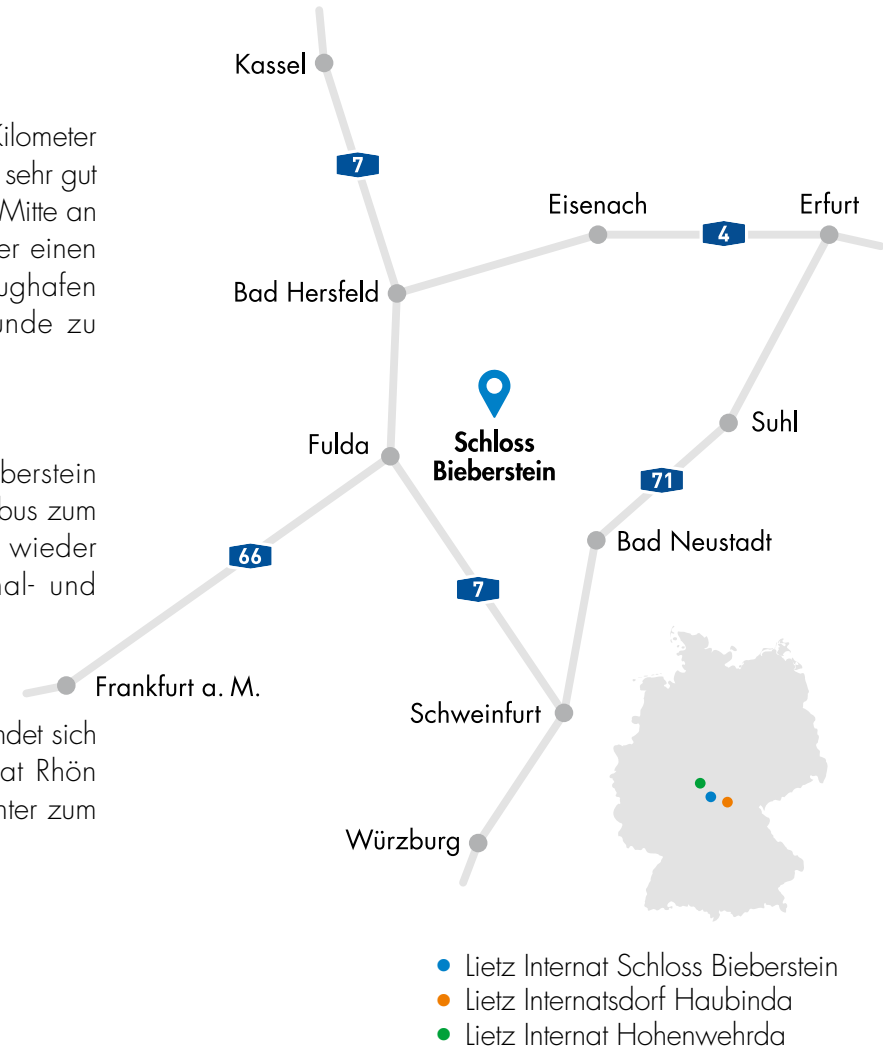 Kilometer
sehr gut
Mitte an
er einen
ughafen
unde zu
berstein
bus zum
wieder
al- und
ndet sich
at Rhön
nter zum
Kassel
7
Eisenach
4
Erfurt
Bad Hersfeld
Schloss
Bieberstein
Fulda
Suhl
71
66
Bad Neustadt
7
Frankfurt a. M.
Schweinfurt
Würzburg
Lietz Internat Schloss Bieberstein
Lietz Internatsdorf Haubinda
Lietz Internat Hohenwehrda